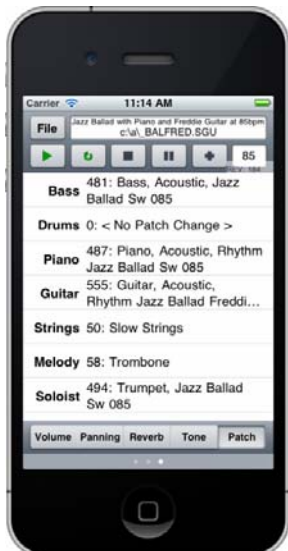 Carrier 11:14 AM
File
Jazz Ballad with Piano and Freddie Guitar at 85bpm
c:\a\_BALFRED.SGU
85
Bass 481: Bass, Acoustic, Jazz
Ballad Sw 085
Drums 0: < No Patch Change >
Piano 487: Piano, Acoustic, Rhythm
Jazz Ballad Sw 085
Guitar 555: Guitar, Acoustic,
Rhythm Jazz Ballad Freddi...
Strings 50: Slow Strings
Melody 58: Trombone
Soloist 494: Trumpet, Jazz Ballad
Sw 085
Volume Panning Reverb Tone Patch